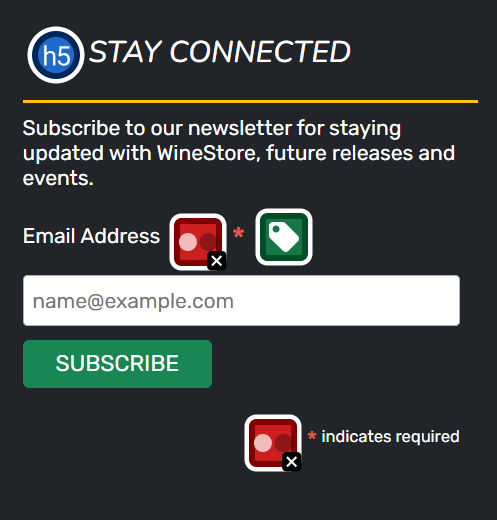 h5 STAY CONNECTED
Subscribe to our newsletter for staying
updated with WineStore, future releases and
events.
Email Address *
name@example.com
SUBSCRIBE
* indicates required